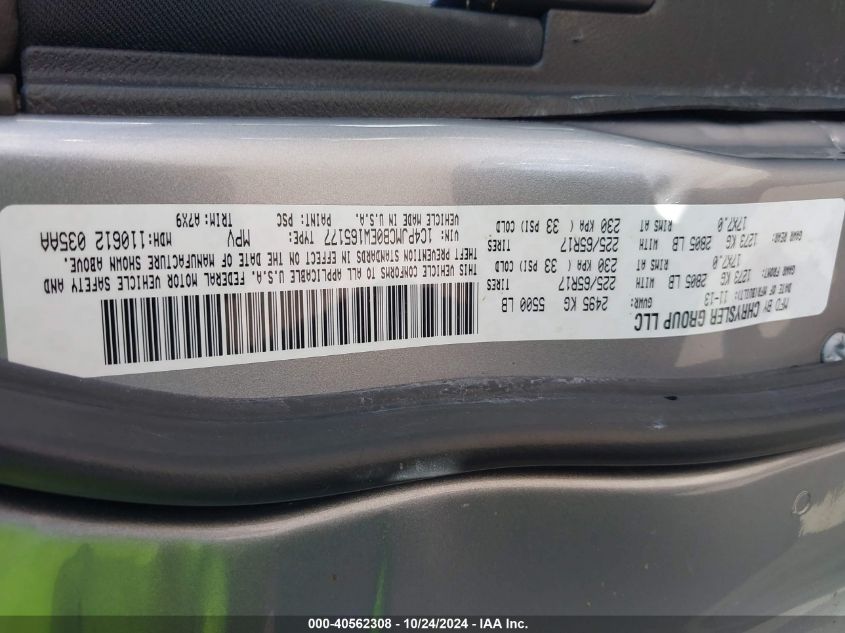 MFD BY CHRYSLER GROUP LLC
DATE OF MFR/BUILT: 11-13 GVWR: 2495 KG 5500 LB
GAWR FRONT: 1273 KG 2805 LB WITH 225/65R17 TIRES
17X7.0 RIMS AT 230 KPA ( 33 PSI) COLD
GAWR REAR: 1273 KG 2805 LB WITH 225/65R17 TIRES
17X7.0 RIMS AT 230 KPA ( 33 PSI) COLD
THIS VEHICLE CONFORMS TO ALL APPLICABLE U.S.A. FEDERAL MOTOR VEHICLE SAFETY AND
THEFT PREVENTION STANDARDS IN EFFECT ON THE DATE OF MANUFACTURE SHOWN ABOVE.
VIN: 1C4PJMCB0EW165177 TYPE: MPV MDH:110612 035AA
VEHICLE MADE IN U.S.A. PAINT: PSC TRIM:A7X9
000-40562308 - 10/24/2024 - IAA Inc.